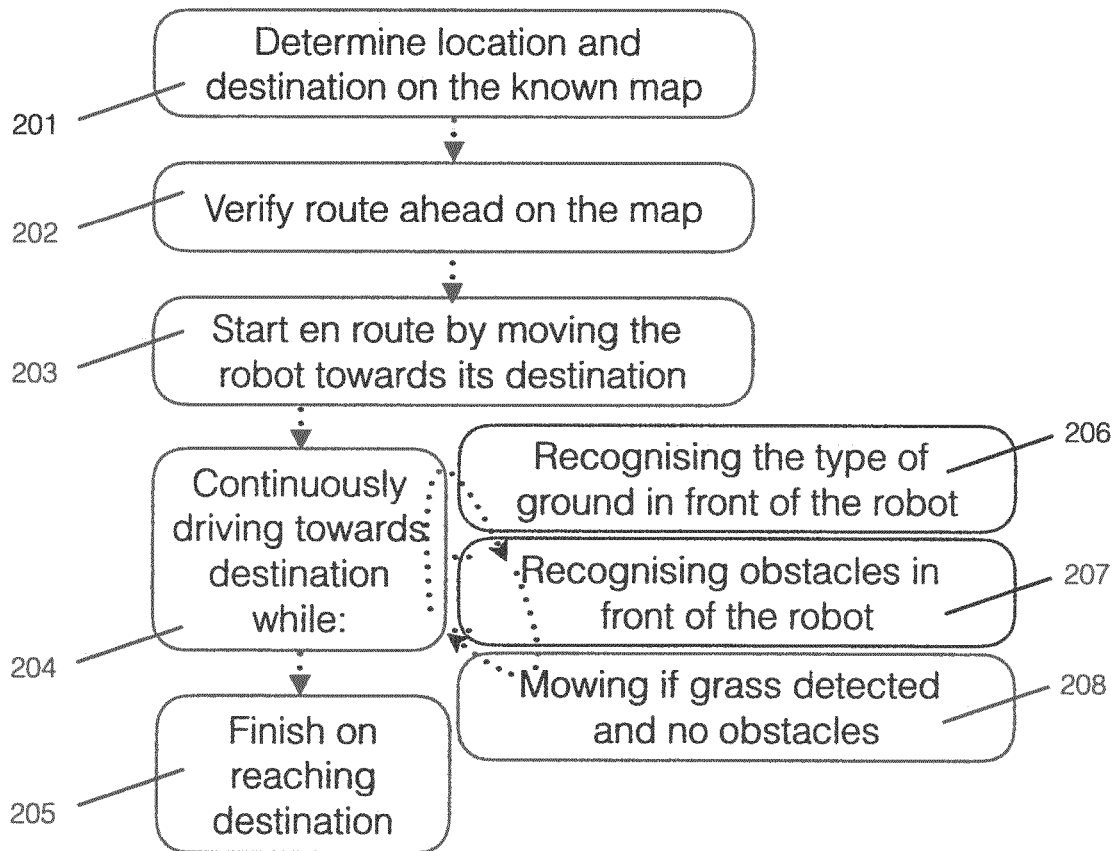 Determine location and
destination on the known map
201
Verify route ahead on the map
202
Start en route by moving the
robot towards its destination
203
Continuously
driving towards
destination
while:
204
Recognising the type of
ground in front of the robot
206
Recognising obstacles in
front of the robot
207
Mowing if grass detected
and no obstacles
208
Finish on
reaching
destination
205